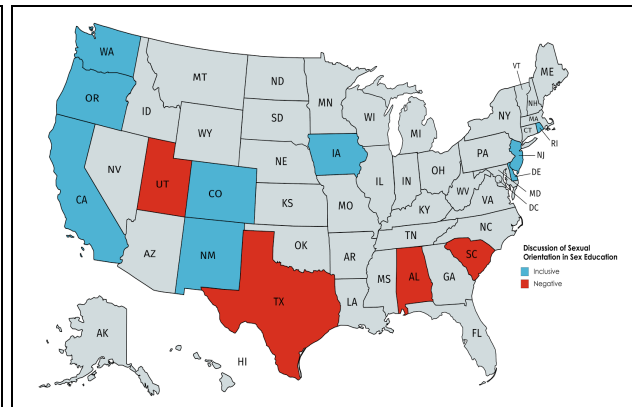 WA
MT
ND
MN
VT
ME
OR
ID
SD
WI
MI
NY
NH
MA
CT
RI
WY
NE
IA
PA
NJ
NV
UT
CO
IL
IN
OH
DE
MD
DC
CA
KS
MO
WV
VA
KY
AZ
NM
OK
AR
TN
NC
SC
MS
AL
GA
TX
LA
FL
AK
HI
Discussion of Sexual
Orientation in Sex Education
Inclusive
Negative